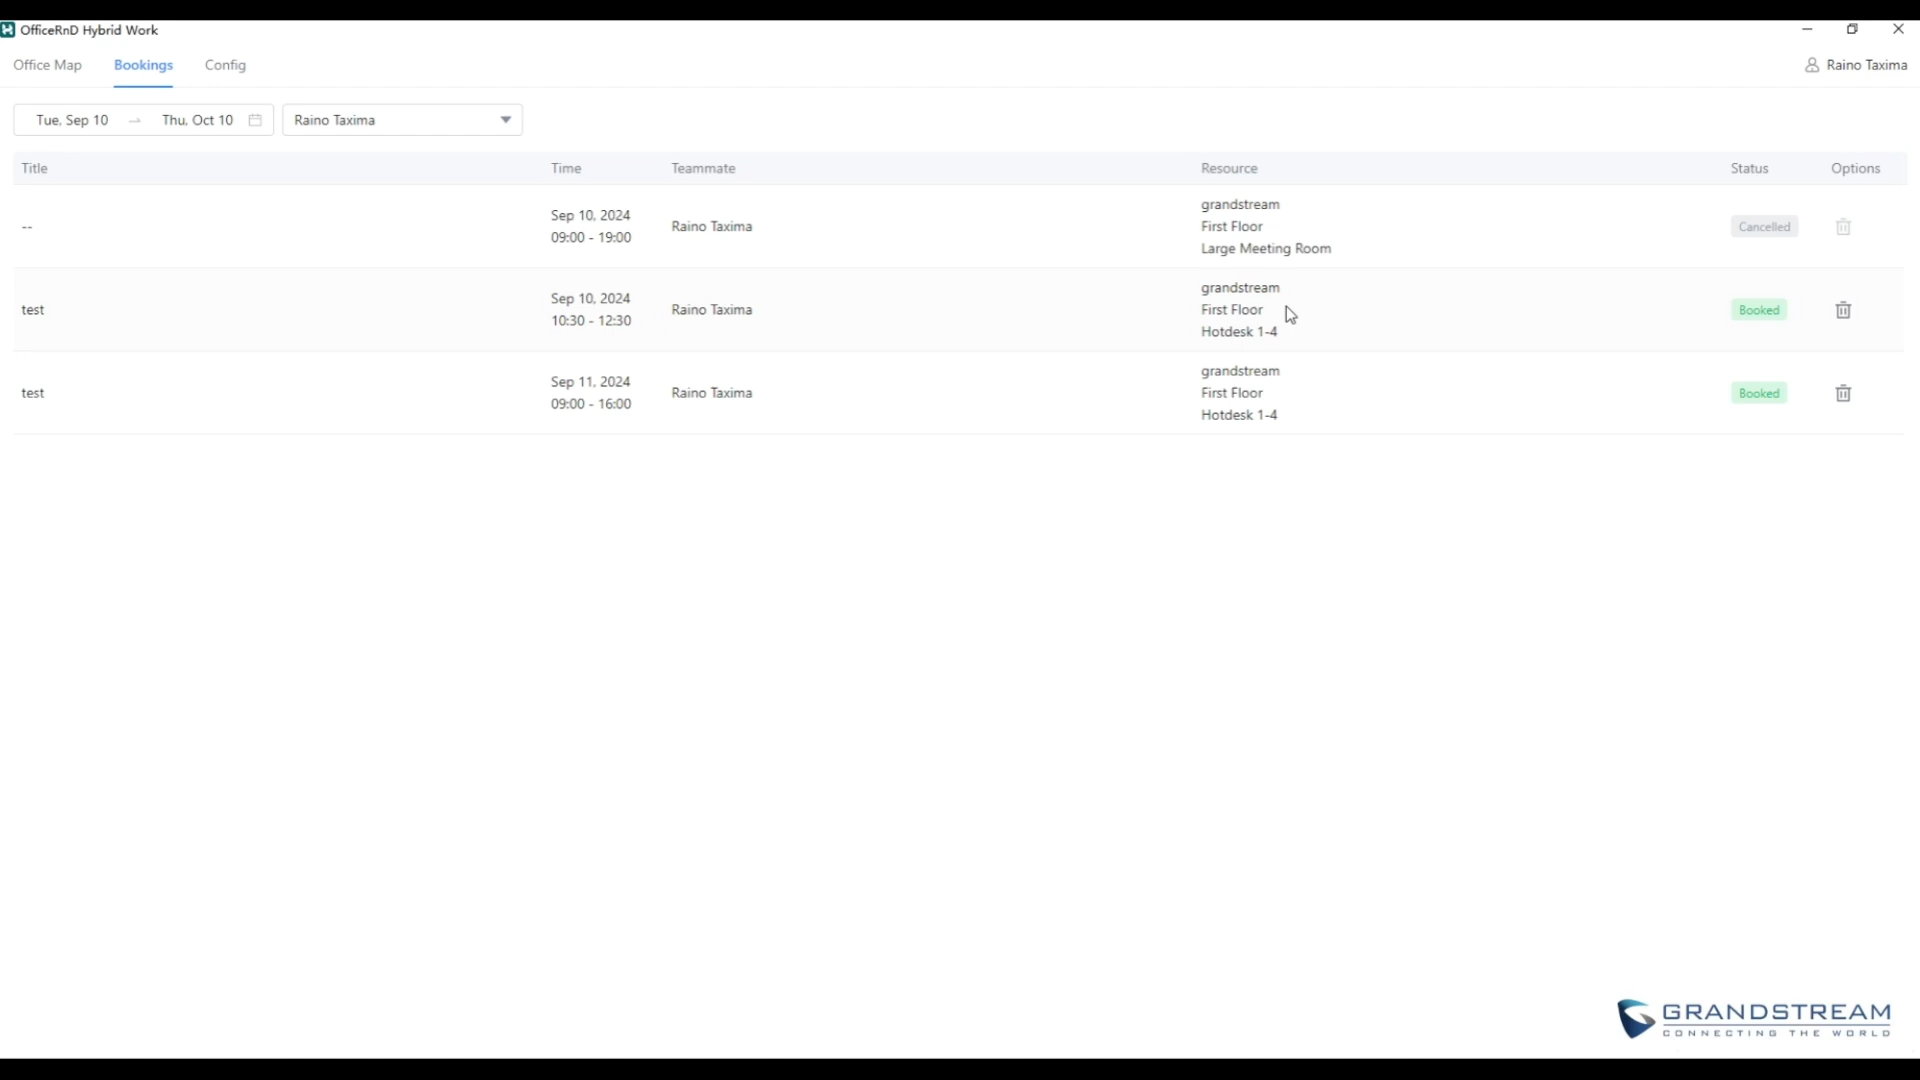 OfficeRnD Hybrid Work
Office Map Bookings Config Raino Taxima
Tue, Sep 10 → Thu, Oct 10 Raino Taxima
Title Time Teammate Resource Status Options
-- Sep 10, 2024 09:00 - 19:00 Raino Taxima grandstream First Floor Large Meeting Room Cancelled
test Sep 10, 2024 10:30 - 12:30 Raino Taxima grandstream First Floor Hotdesk 1-4 Booked
test Sep 11, 2024 09:00 - 16:00 Raino Taxima grandstream First Floor Hotdesk 1-4 Booked
GRANDSTREAM
CONNECTING THE WORLD